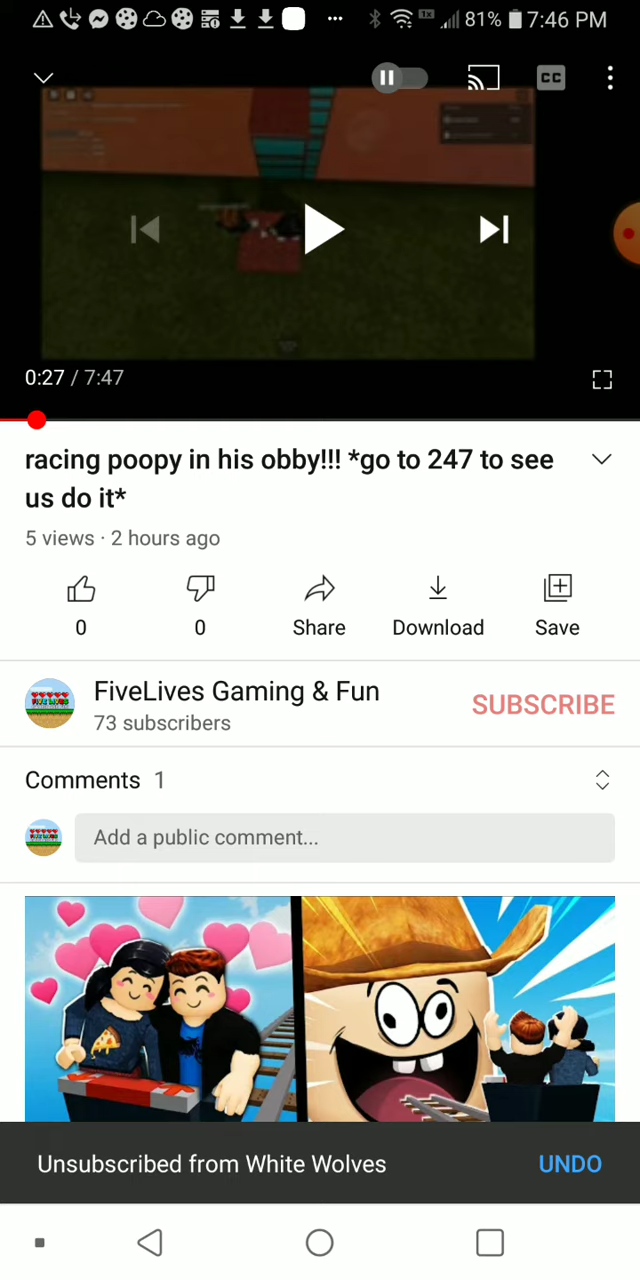 1x 81% 7:46 PM
CC
0:27 / 7:47
racing poopy in his obby!!! *go to 247 to see
us do it*
5 views · 2 hours ago
0
0
Share
Download
Save
FiveLives Gaming & Fun
73 subscribers
SUBSCRIBE
Comments 1
Add a public comment...
Unsubscribed from White Wolves
UNDO